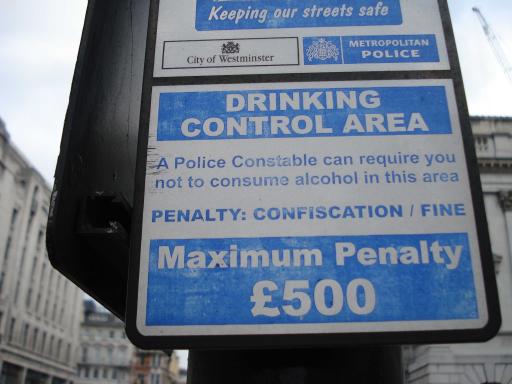 Keeping our streets safe
City of Westminster
METROPOLITAN
POLICE
DRINKING
CONTROL AREA
A Police Constable can require you
not to consume alcohol in this area
PENALTY: CONFISCATION / FINE
Maximum Penalty
£500